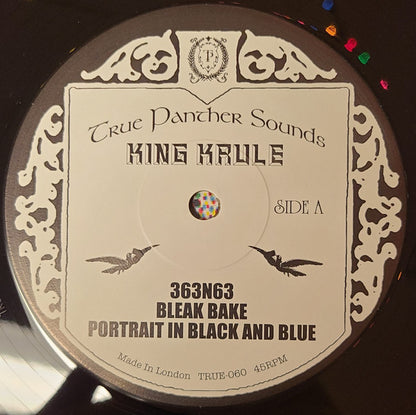 P
True Panther Sounds
KING KRULE
SIDE A
363N63
BLEAK BAKE
PORTRAIT IN BLACK AND BLUE
Made In London TRUE-060 45RPM